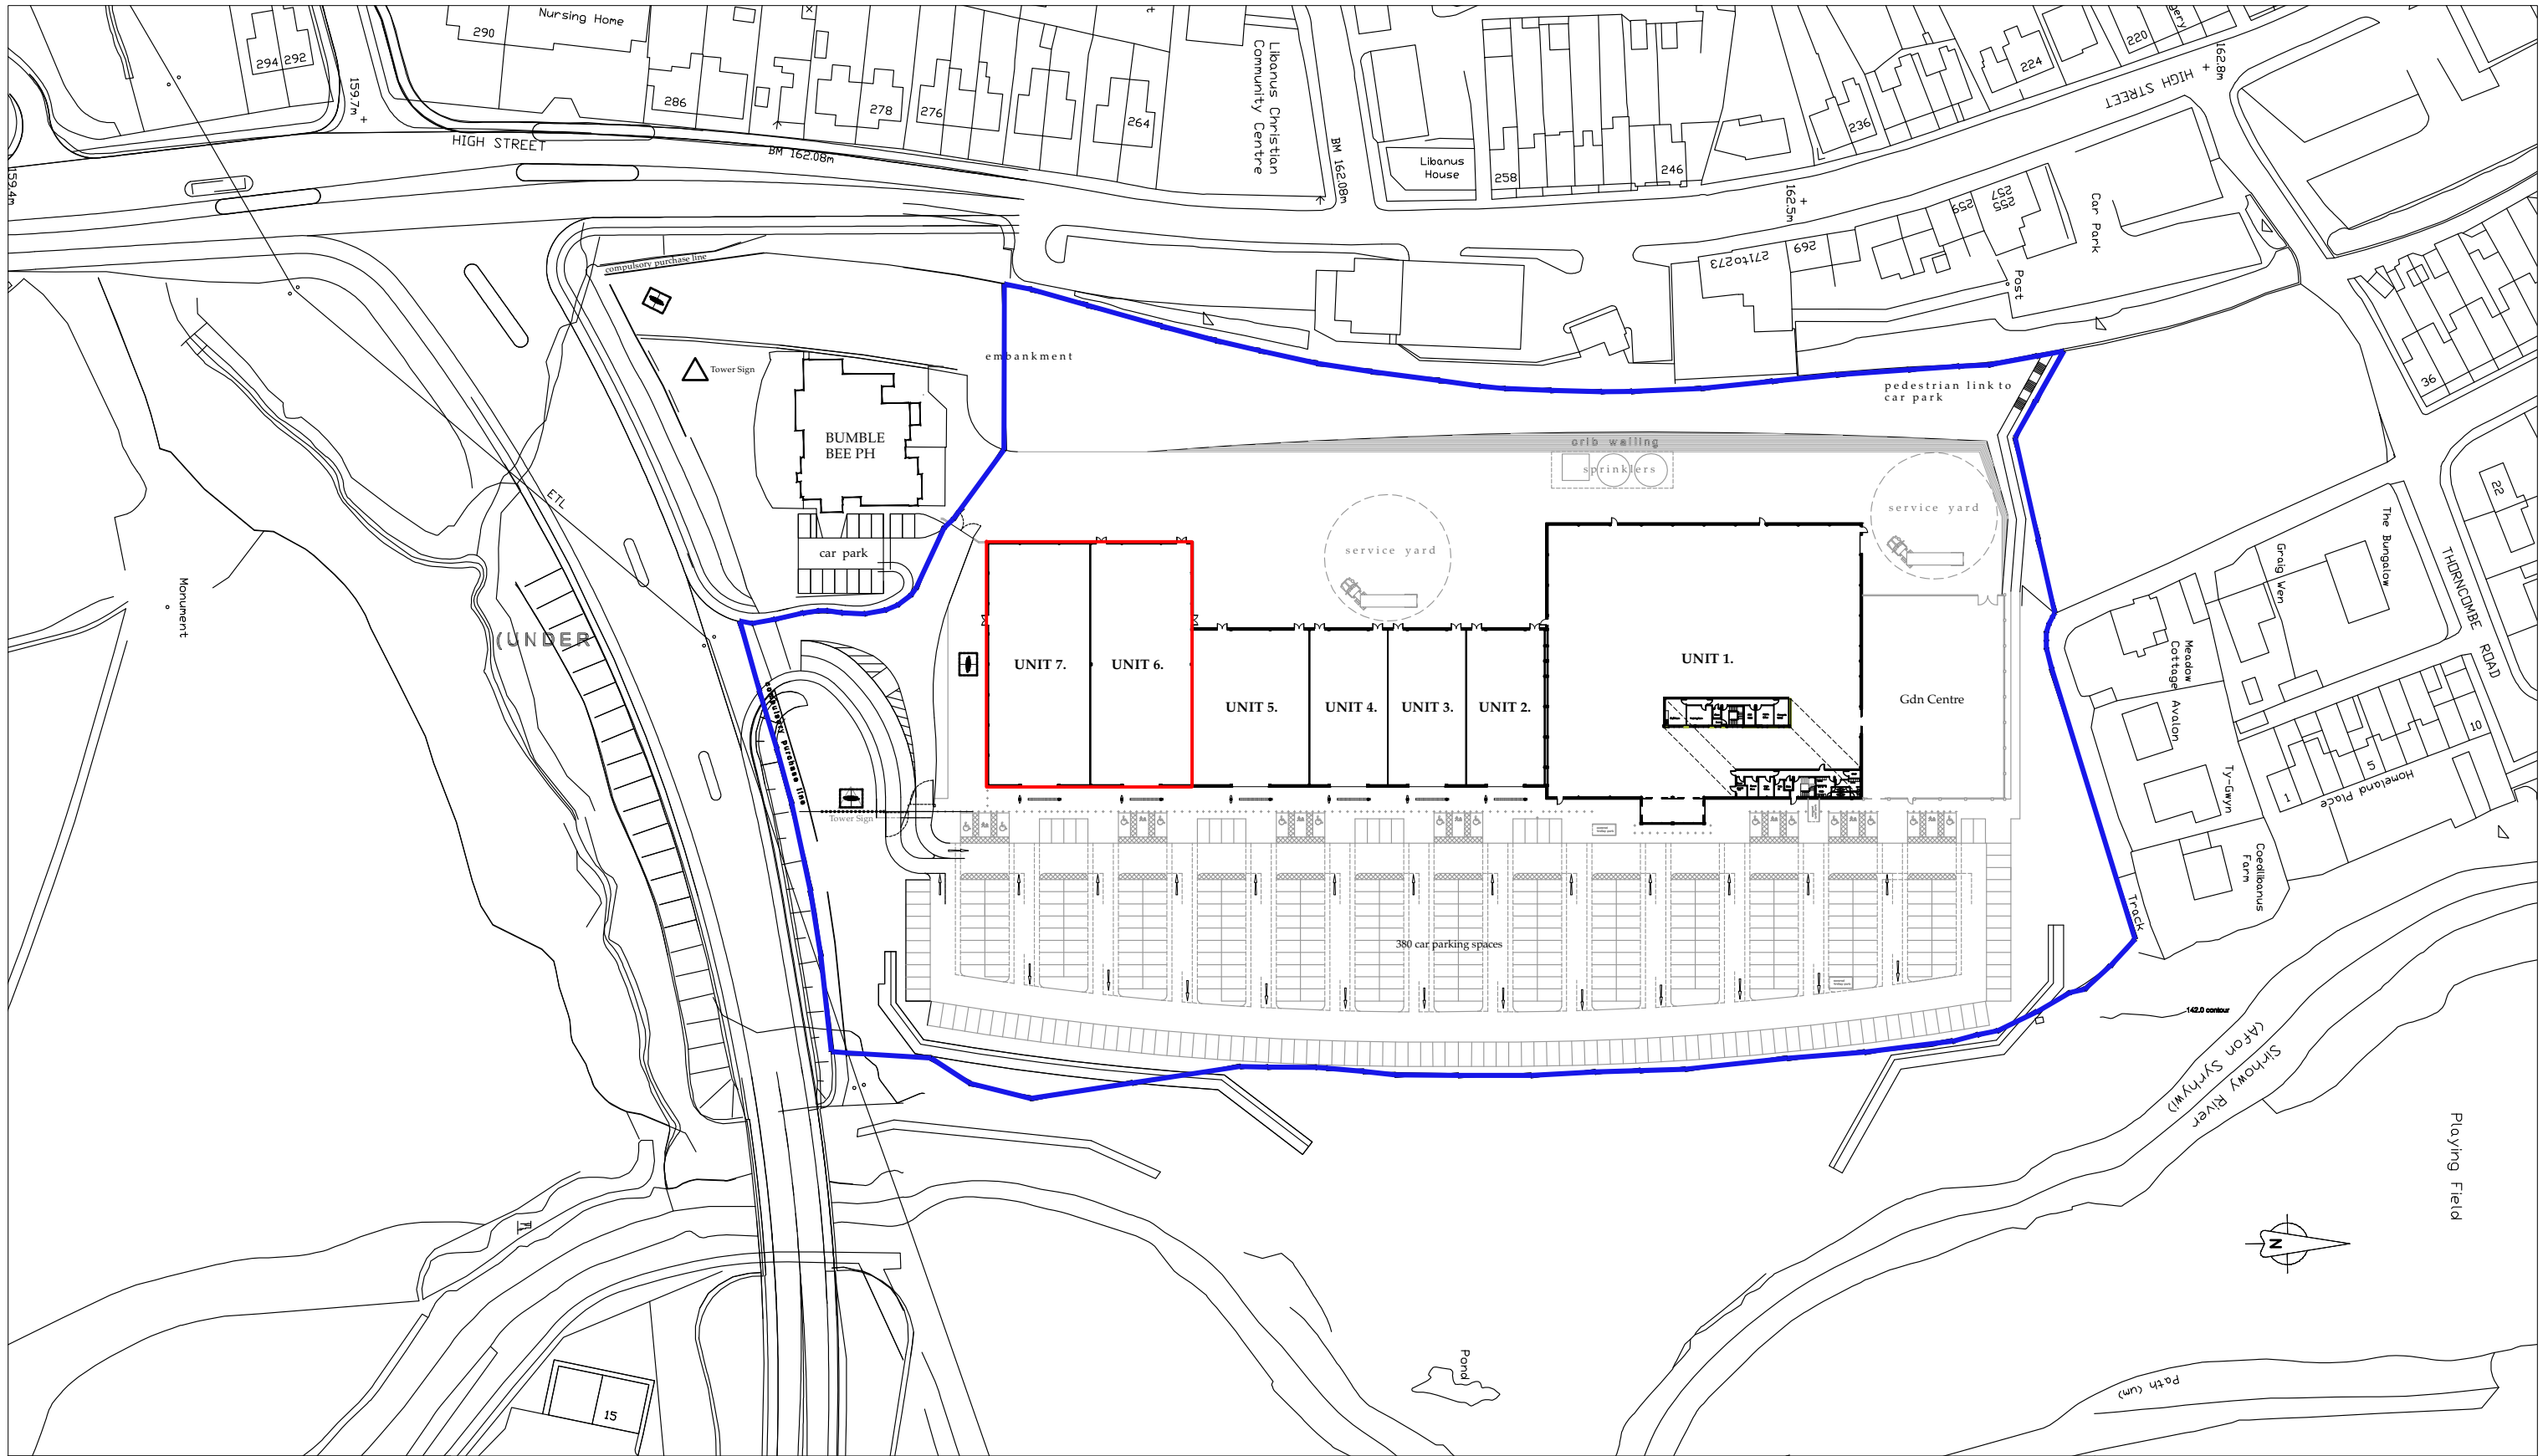 Nursing Home
290
294 292
159.7m
+
286
278
276
264
HIGH STREET
BM 162.08m
159.4m
Libanus Christian
Community Centre
BM 162.08m
Libanus
House
258
246
236
224
220
162.8m
+
HIGH STREET
162.5m
+
271to273
269
259
255
257
Car Park
Post
36
22
compulsory purchase line
Tower Sign
embankment
BUMBLE
BEE PH
car park
pedestrian link to
car park
crib walling
sprinklers
service yard
service yard
ETL
Monument
(UNDER
UNIT 7.
UNIT 6.
UNIT 5.
UNIT 4.
UNIT 3.
UNIT 2.
UNIT 1.
Gdn Centre
compulsory purchase line
Tower Sign
380 car parking spaces
The Bungalow
Graig Wen
THORNCOMBE ROAD
Meadow
Cottage
Avalon
Ty-Gwyn
1
5
10
Homeland Place
Coedlibanus
Farm
Track
142.0 contour
Sirhowy River
(Afon Syrhywi)
Playing Field
N
Pond
Path (um)
15